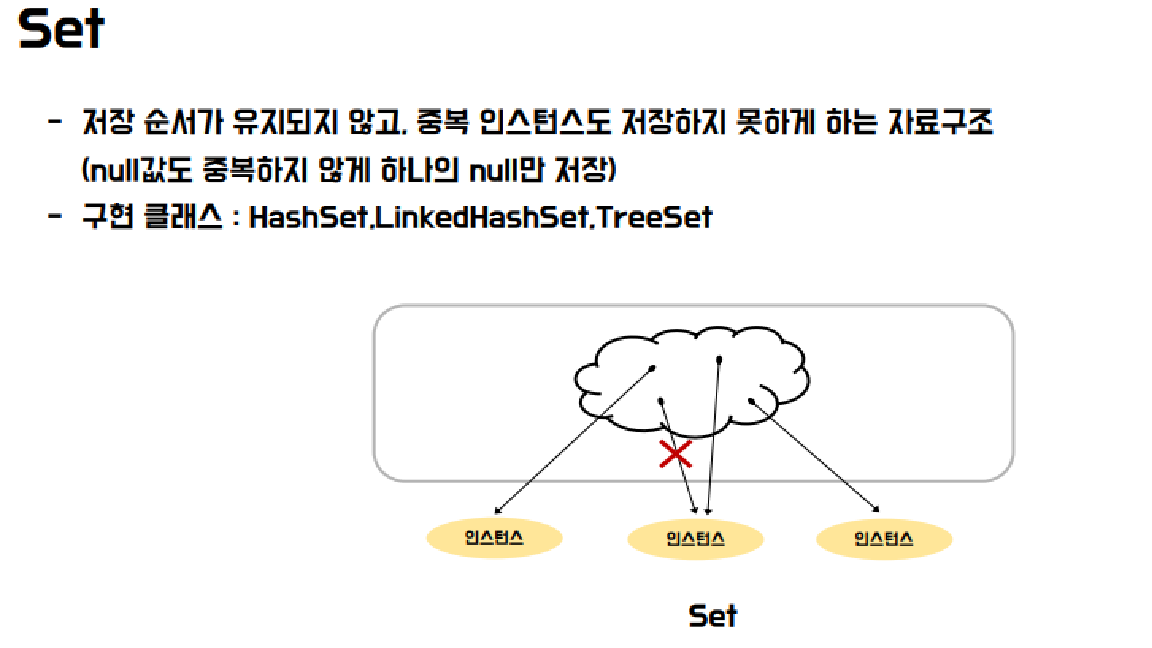 Set
- 저장 순서가 유지되지 않고, 중복 인스턴스도 저장하지 못하게 하는 자료구조
(null값도 중복하지 않게 하나의 null만 저장)
- 구현 클래스 : HashSet,LinkedHashSet,TreeSet
인스턴스 인스턴스 인스턴스
Set